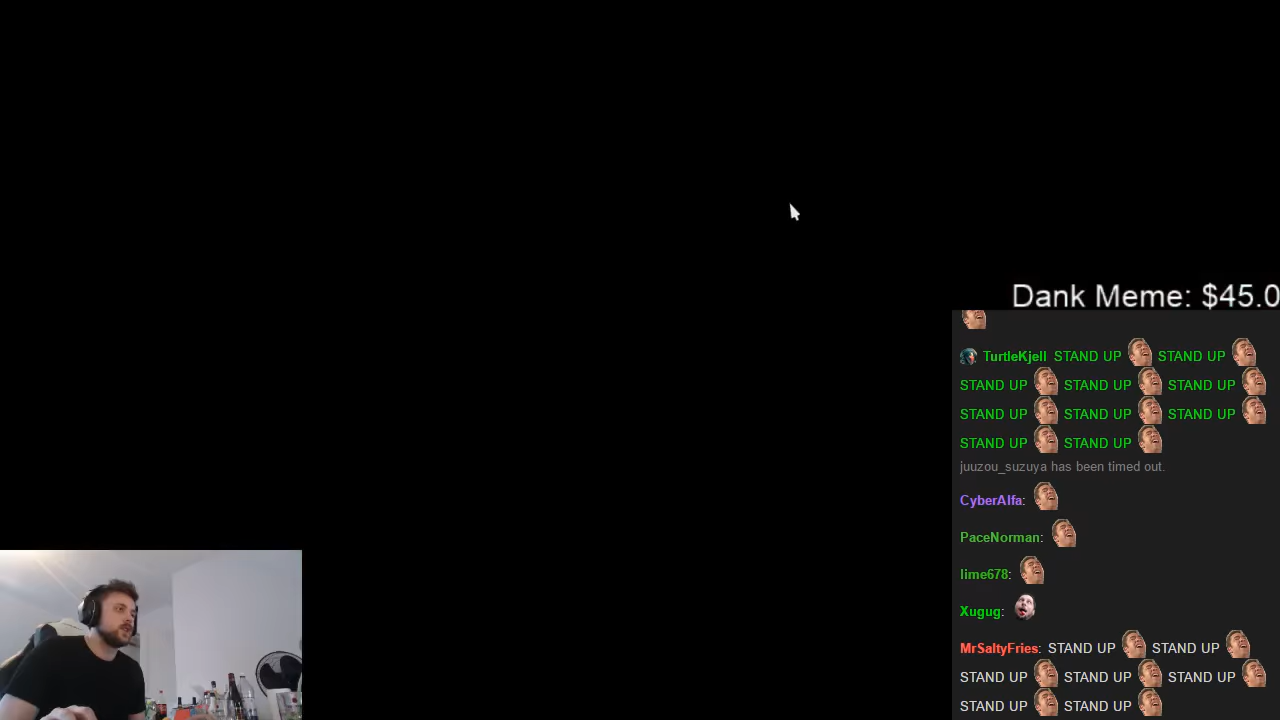 Dank Meme: $45.0
TurtleKjell STAND UP STAND UP
STAND UP STAND UP STAND UP
STAND UP STAND UP STAND UP
STAND UP STAND UP
juuzou_suzuya has been timed out.
CyberAlfa:
PaceNorman:
lime678:
Xugug:
MrSaltyFries: STAND UP STAND UP
STAND UP STAND UP STAND UP
STAND UP STAND UP